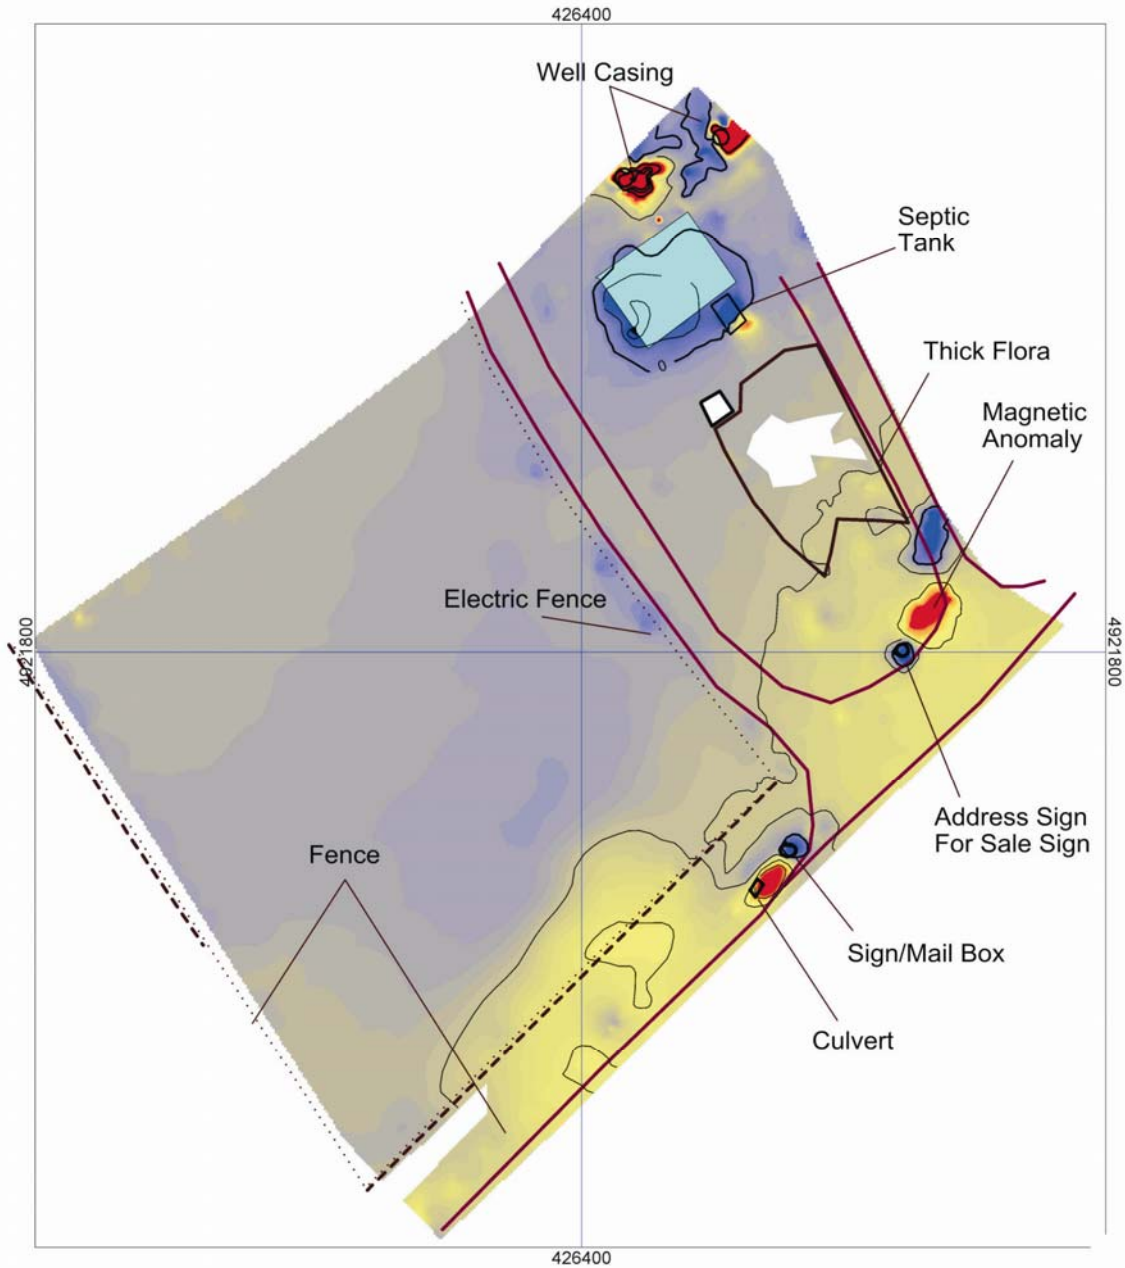 426400
Well Casing
Septic
Tank
Thick Flora
Magnetic
Anomaly
0
Electric Fence
4921800
4921800
Address Sign
For Sale Sign
Fence
Sign/Mail Box
Culvert
426400